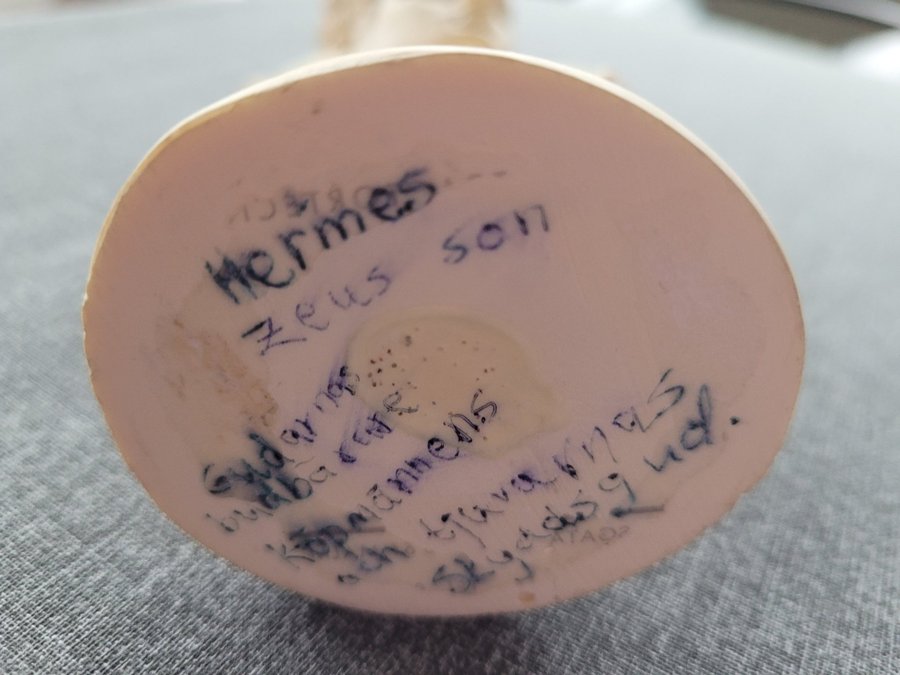 Hermes
Zeus son
Gudarnas
budbärare
Köpmännens
och tjuvarnas
Skyddsgud.